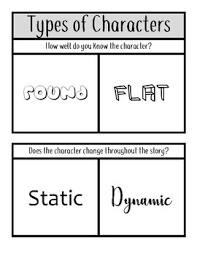 Types of Characters
How well do you know the character?
ROUND FLAT
Does the character change throughout the story?
Static Dynamic